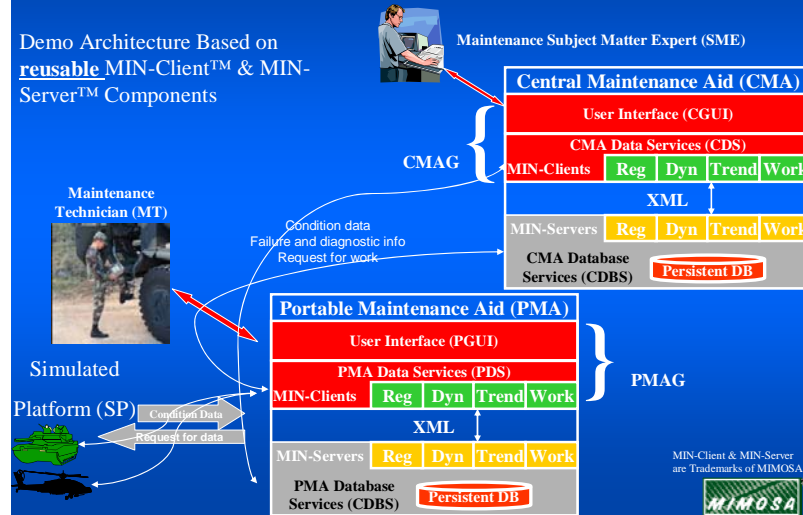 Demo Architecture Based on
reusable MIN-Client™ & MIN-
Server™ Components
Maintenance Subject Matter Expert (SME)
Central Maintenance Aid (CMA)
User Interface (CGUI)
CMA Data Services (CDS)
MIN-Clients Reg Dyn Trend Work
CMAG
XML
MIN-Servers Reg Dyn Trend Work
CMA Database
Services (CDBS)
Persistent DB
Maintenance
Technician (MT)
Condition data
Failure and diagnostic info
Request for work
Portable Maintenance Aid (PMA)
User Interface (PGUI)
PMA Data Services (PDS)
MIN-Clients Reg Dyn Trend Work
PMAG
XML
MIN-Servers Reg Dyn Trend Work
PMA Database
Services (CDBS)
Persistent DB
Simulated
Platform (SP)
Condition Data
Request for data
MIN-Client & MIN-Server
are Trademarks of MIMOSA
MIMOSA